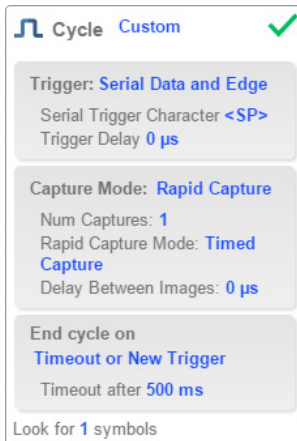 Cycle Custom
Trigger: Serial Data and Edge
Serial Trigger Character <SP>
Trigger Delay 0 µs
Capture Mode: Rapid Capture
Num Captures: 1
Rapid Capture Mode: Timed
Capture
Delay Between Images: 0 µs
End cycle on
Timeout or New Trigger
Timeout after 500 ms
Look for 1 symbols